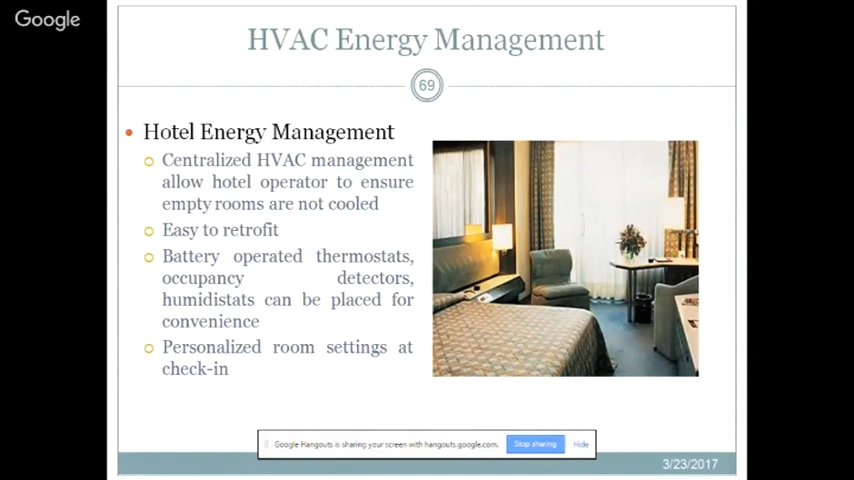 Google
HVAC Energy Management
69
Hotel Energy Management
Centralized HVAC management
allow hotel operator to ensure
empty rooms are not cooled
Easy to retrofit
Battery operated thermostats,
occupancy detectors,
humidistats can be placed for
convenience
Personalized room settings at
check-in
Google Hangouts is sharing your screen with hangouts.google.com.
Stop sharing
Hide
3/23/2017